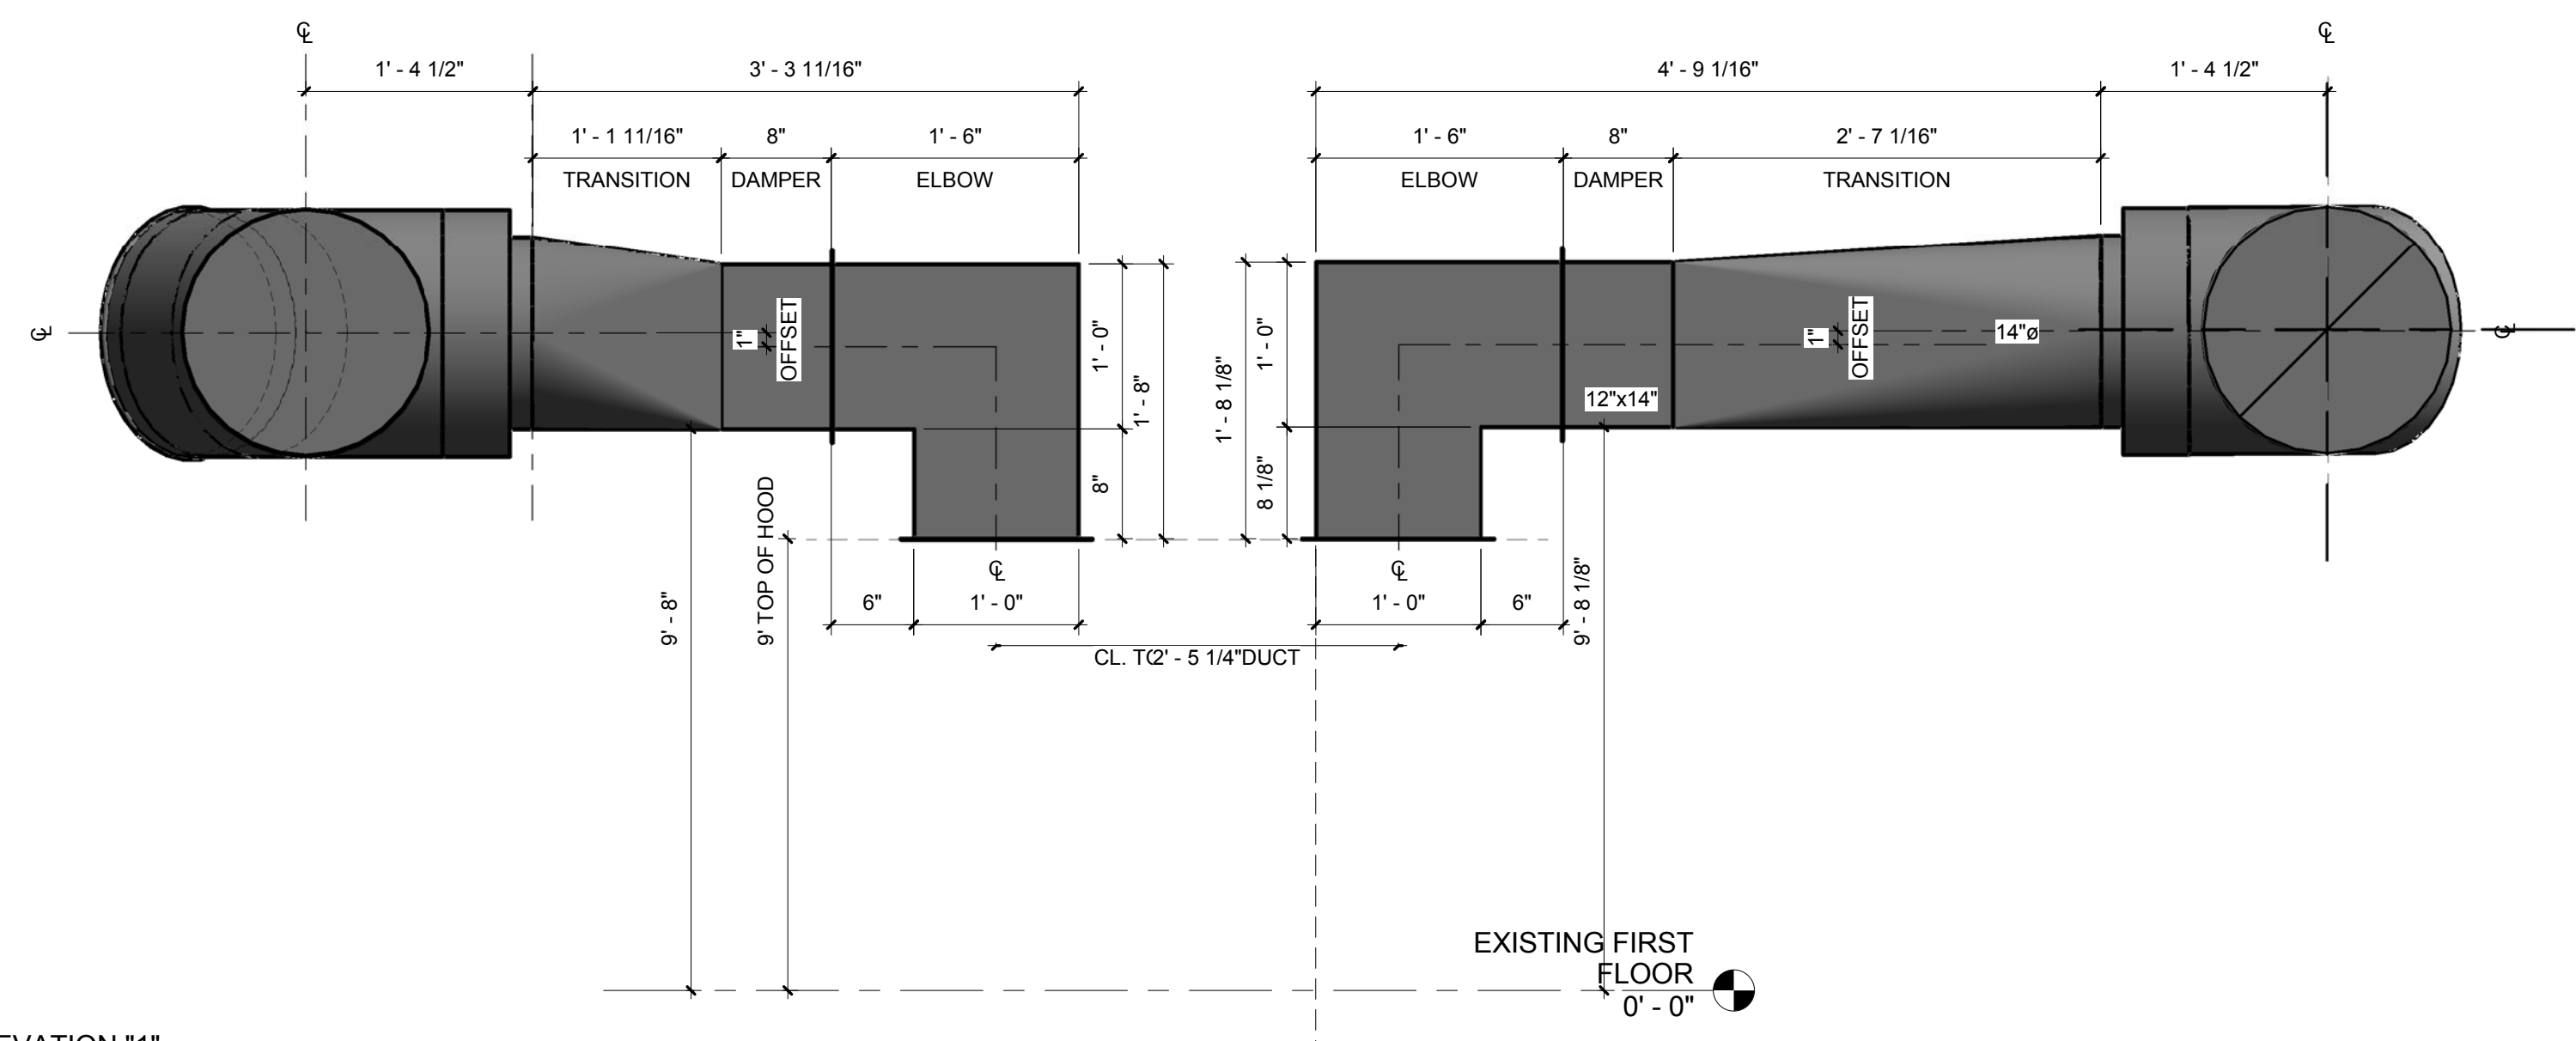 ℄
℄
1' - 4 1/2"
3' - 3 11/16"
4' - 9 1/16"
1' - 4 1/2"
1' - 1 11/16"
8"
1' - 6"
1' - 6"
8"
2' - 7 1/16"
TRANSITION
DAMPER
ELBOW
ELBOW
DAMPER
TRANSITION
℄
1"
OFFSET
1' - 0"
1' - 8"
8"
1' - 8 1/8"
1' - 0"
8 1/8"
1"
OFFSET
14"ø
℄
12"x14"
9' TOP OF HOOD
9' - 8"
℄
℄
6"
1' - 0"
1' - 0"
6"
9' - 8 1/8"
CL. TO
2' - 5 1/4"
DUCT
EXISTING FIRST
FLOOR
0' - 0"